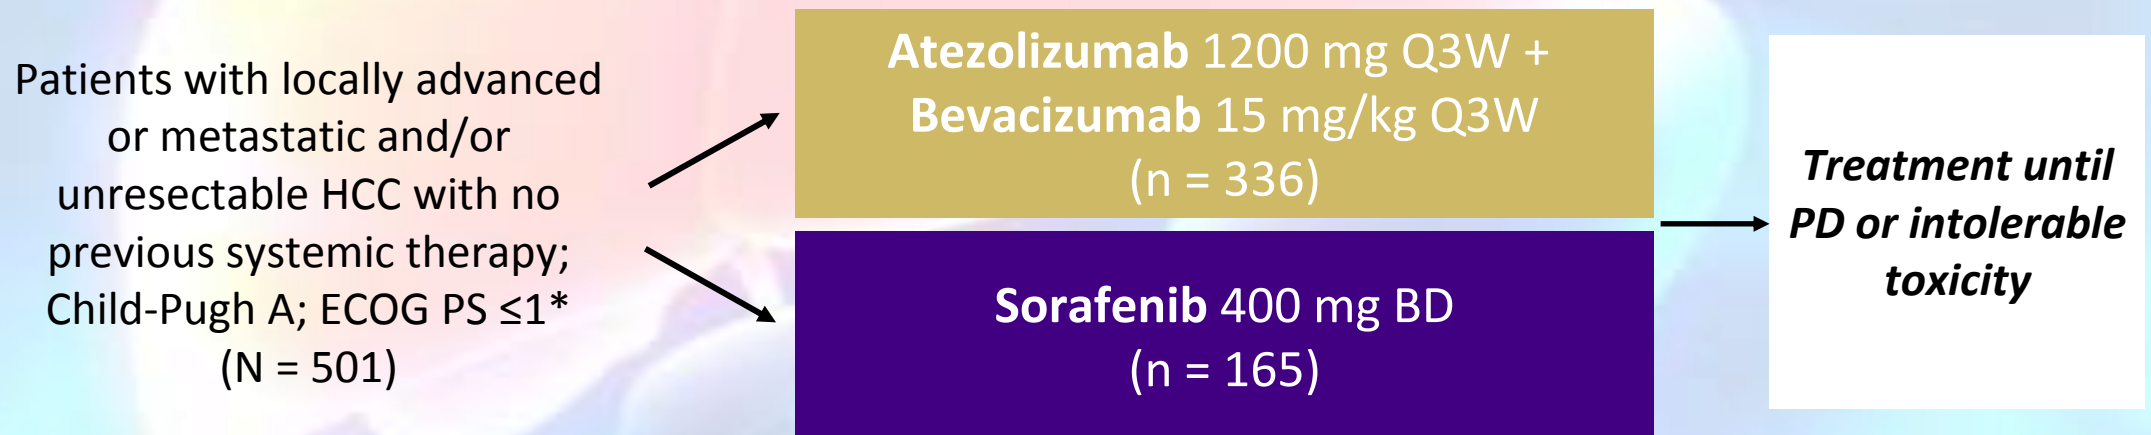 Patients with locally advanced
or metastatic and/or
unresectable HCC with no
previous systemic therapy;
Child-Pugh A; ECOG PS ≤1*
(N = 501)
Atezolizumab 1200 mg Q3W +
Bevacizumab 15 mg/kg Q3W
(n = 336)
Sorafenib 400 mg BD
(n = 165)
Treatment until
PD or intolerable
toxicity